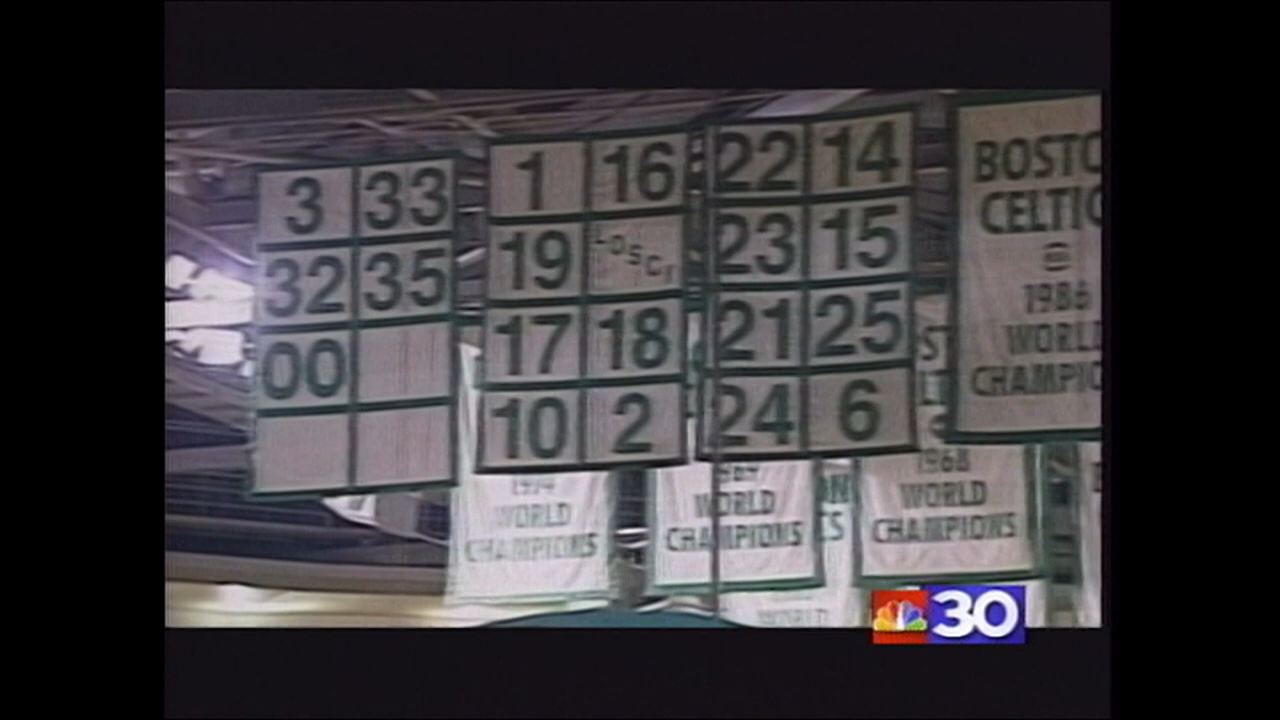 3 33
32 35
00
1 16
19 LOSCY
17 18
10 2
22 14
23 15
21 25
24 6
BOSTO
CELTIC
1986
WORL
CHAMPIO
WORLD
CHAMPIONS
WORLD
CHAMPIONS
1968
WORLD
CHAMPIONS
WORLD
30